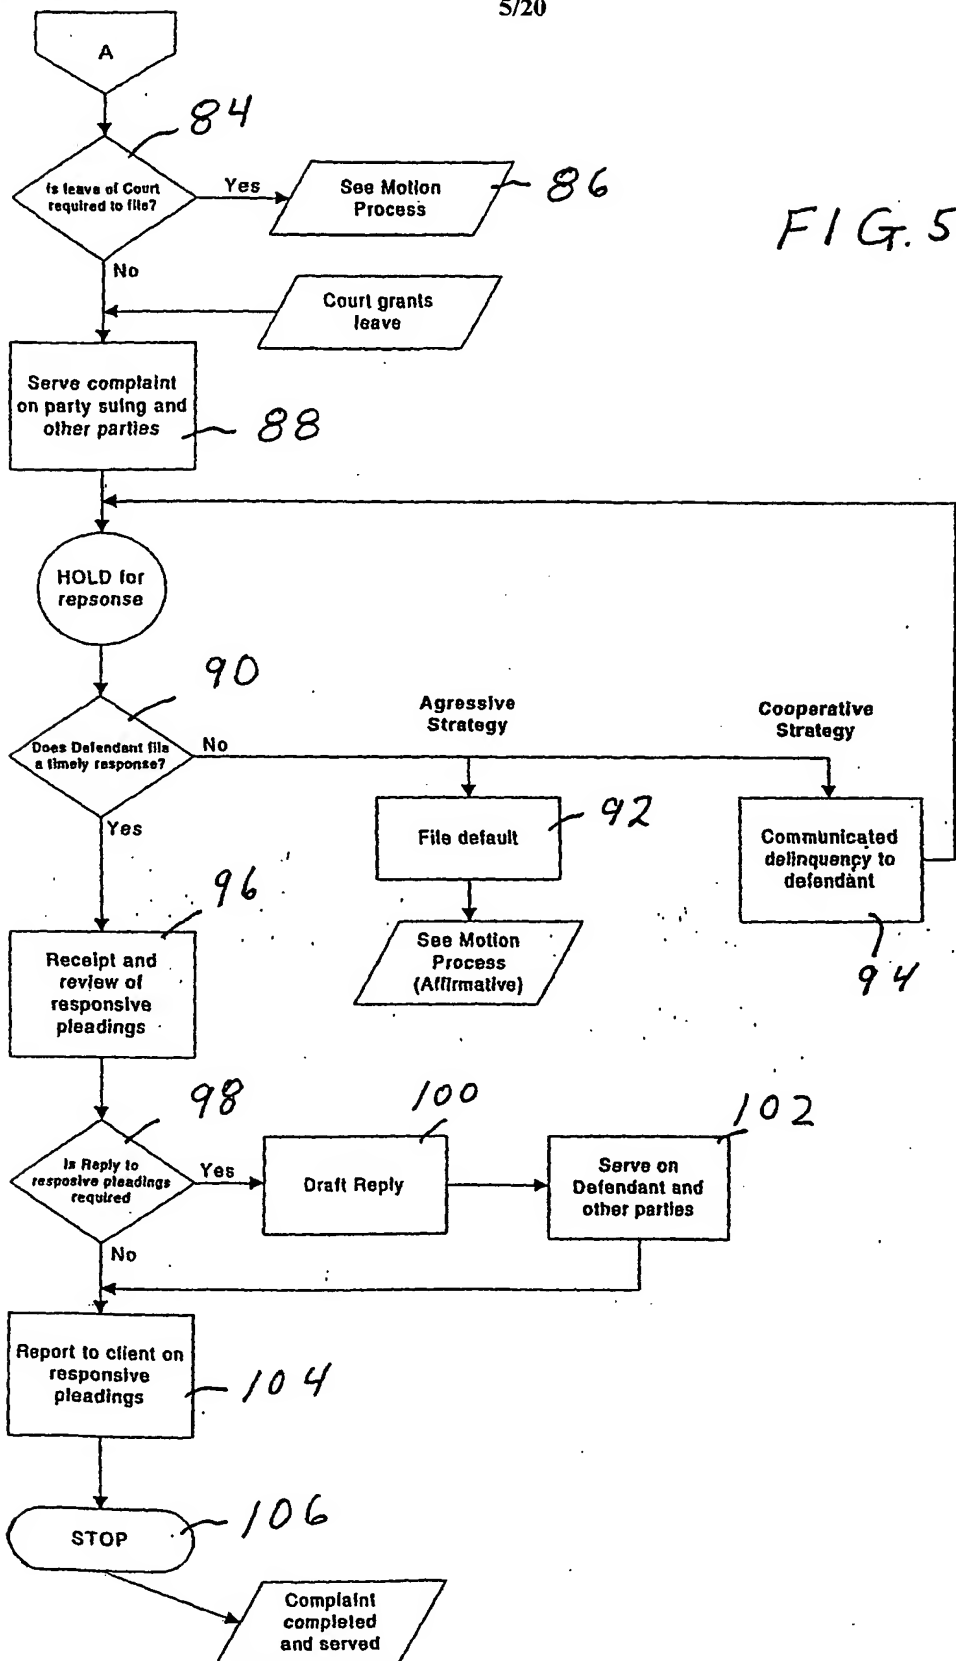 5/20
A
84
Is leave of Court
required to file?
Yes
See Motion
Process
86
FIG. 5
No
Court grants
leave
Serve complaint
on party suing and
other parties
88
HOLD for
repsonse
90
Agressive
Strategy
Cooperative
Strategy
Does Defendant file
a timely response?
No
File default
92
Communicated
delinquency to
defendant
Yes
96
See Motion
Process
(Affirmative)
94
Receipt and
review of
responsive
pleadings
98
100
102
Is Reply to
resposive pleadings
required
Yes
Draft Reply
Serve on
Defendant and
other parties
No
Report to client on
responsive
pleadings
104
STOP
106
Complaint
completed
and served